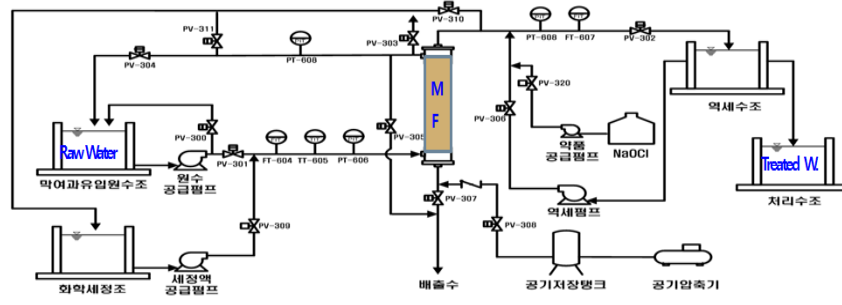 PV-310
PV-311
PV-303
PT-608
PV-304
PT-608
FT-607
PV-302
M
F
PV-320
PV-306
역세수조
PV-300
Raw Water
PV-301
FT-604
TT-605
PT-606
PV-305
약품
공급펌프
NaOCl
막여과유입원수조
원수
공급펌프
Treated W.
처리수조
PV-307
역세펌프
PV-309
PV-308
화학세정조
세정액
공급펌프
배출수
공기저장탱크
공기압축기